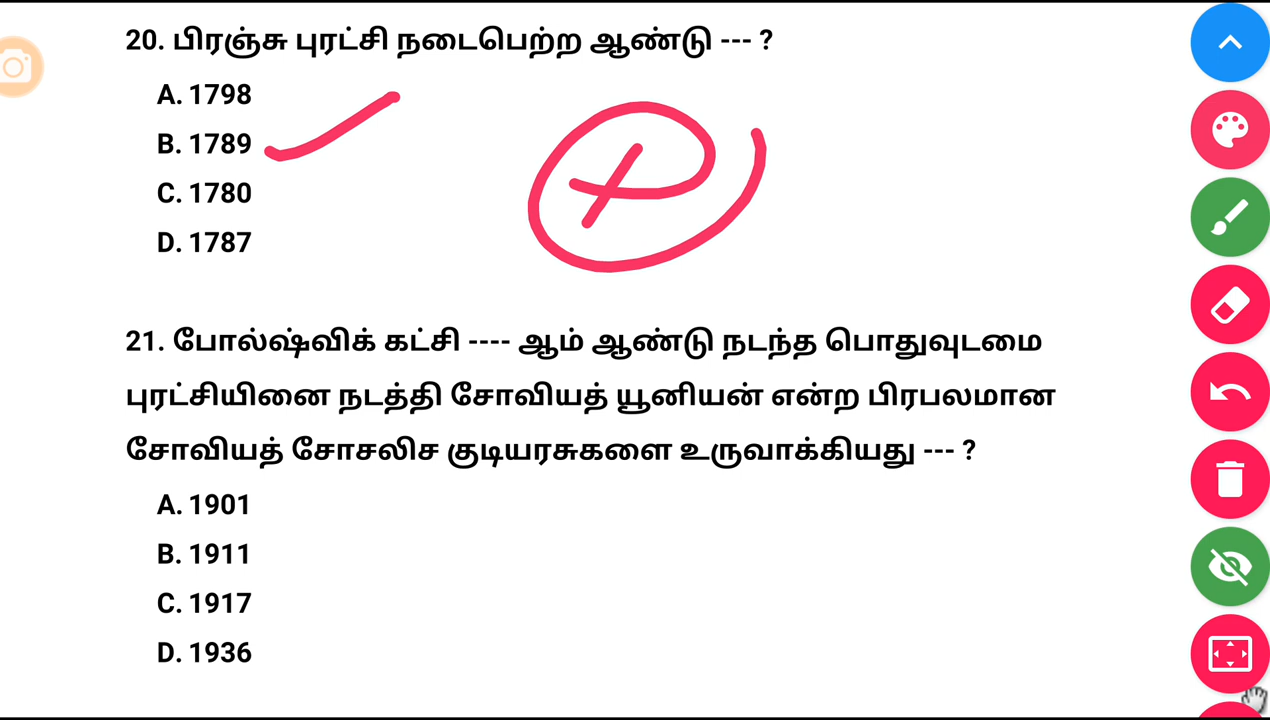 20. பிரஞ்சு புரட்சி நடைபெற்ற ஆண்டு --- ?
A. 1798
B. 1789
C. 1780
D. 1787
21. போல்ஷ்விக் கட்சி ---- ஆம் ஆண்டு நடந்த பொதுவுடமை
புரட்சியினை நடத்தி சோவியத் யூனியன் என்ற பிரபலமான
சோவியத் சோசலிச குடியரசுகளை உருவாக்கியது --- ?
A. 1901
B. 1911
C. 1917
D. 1936